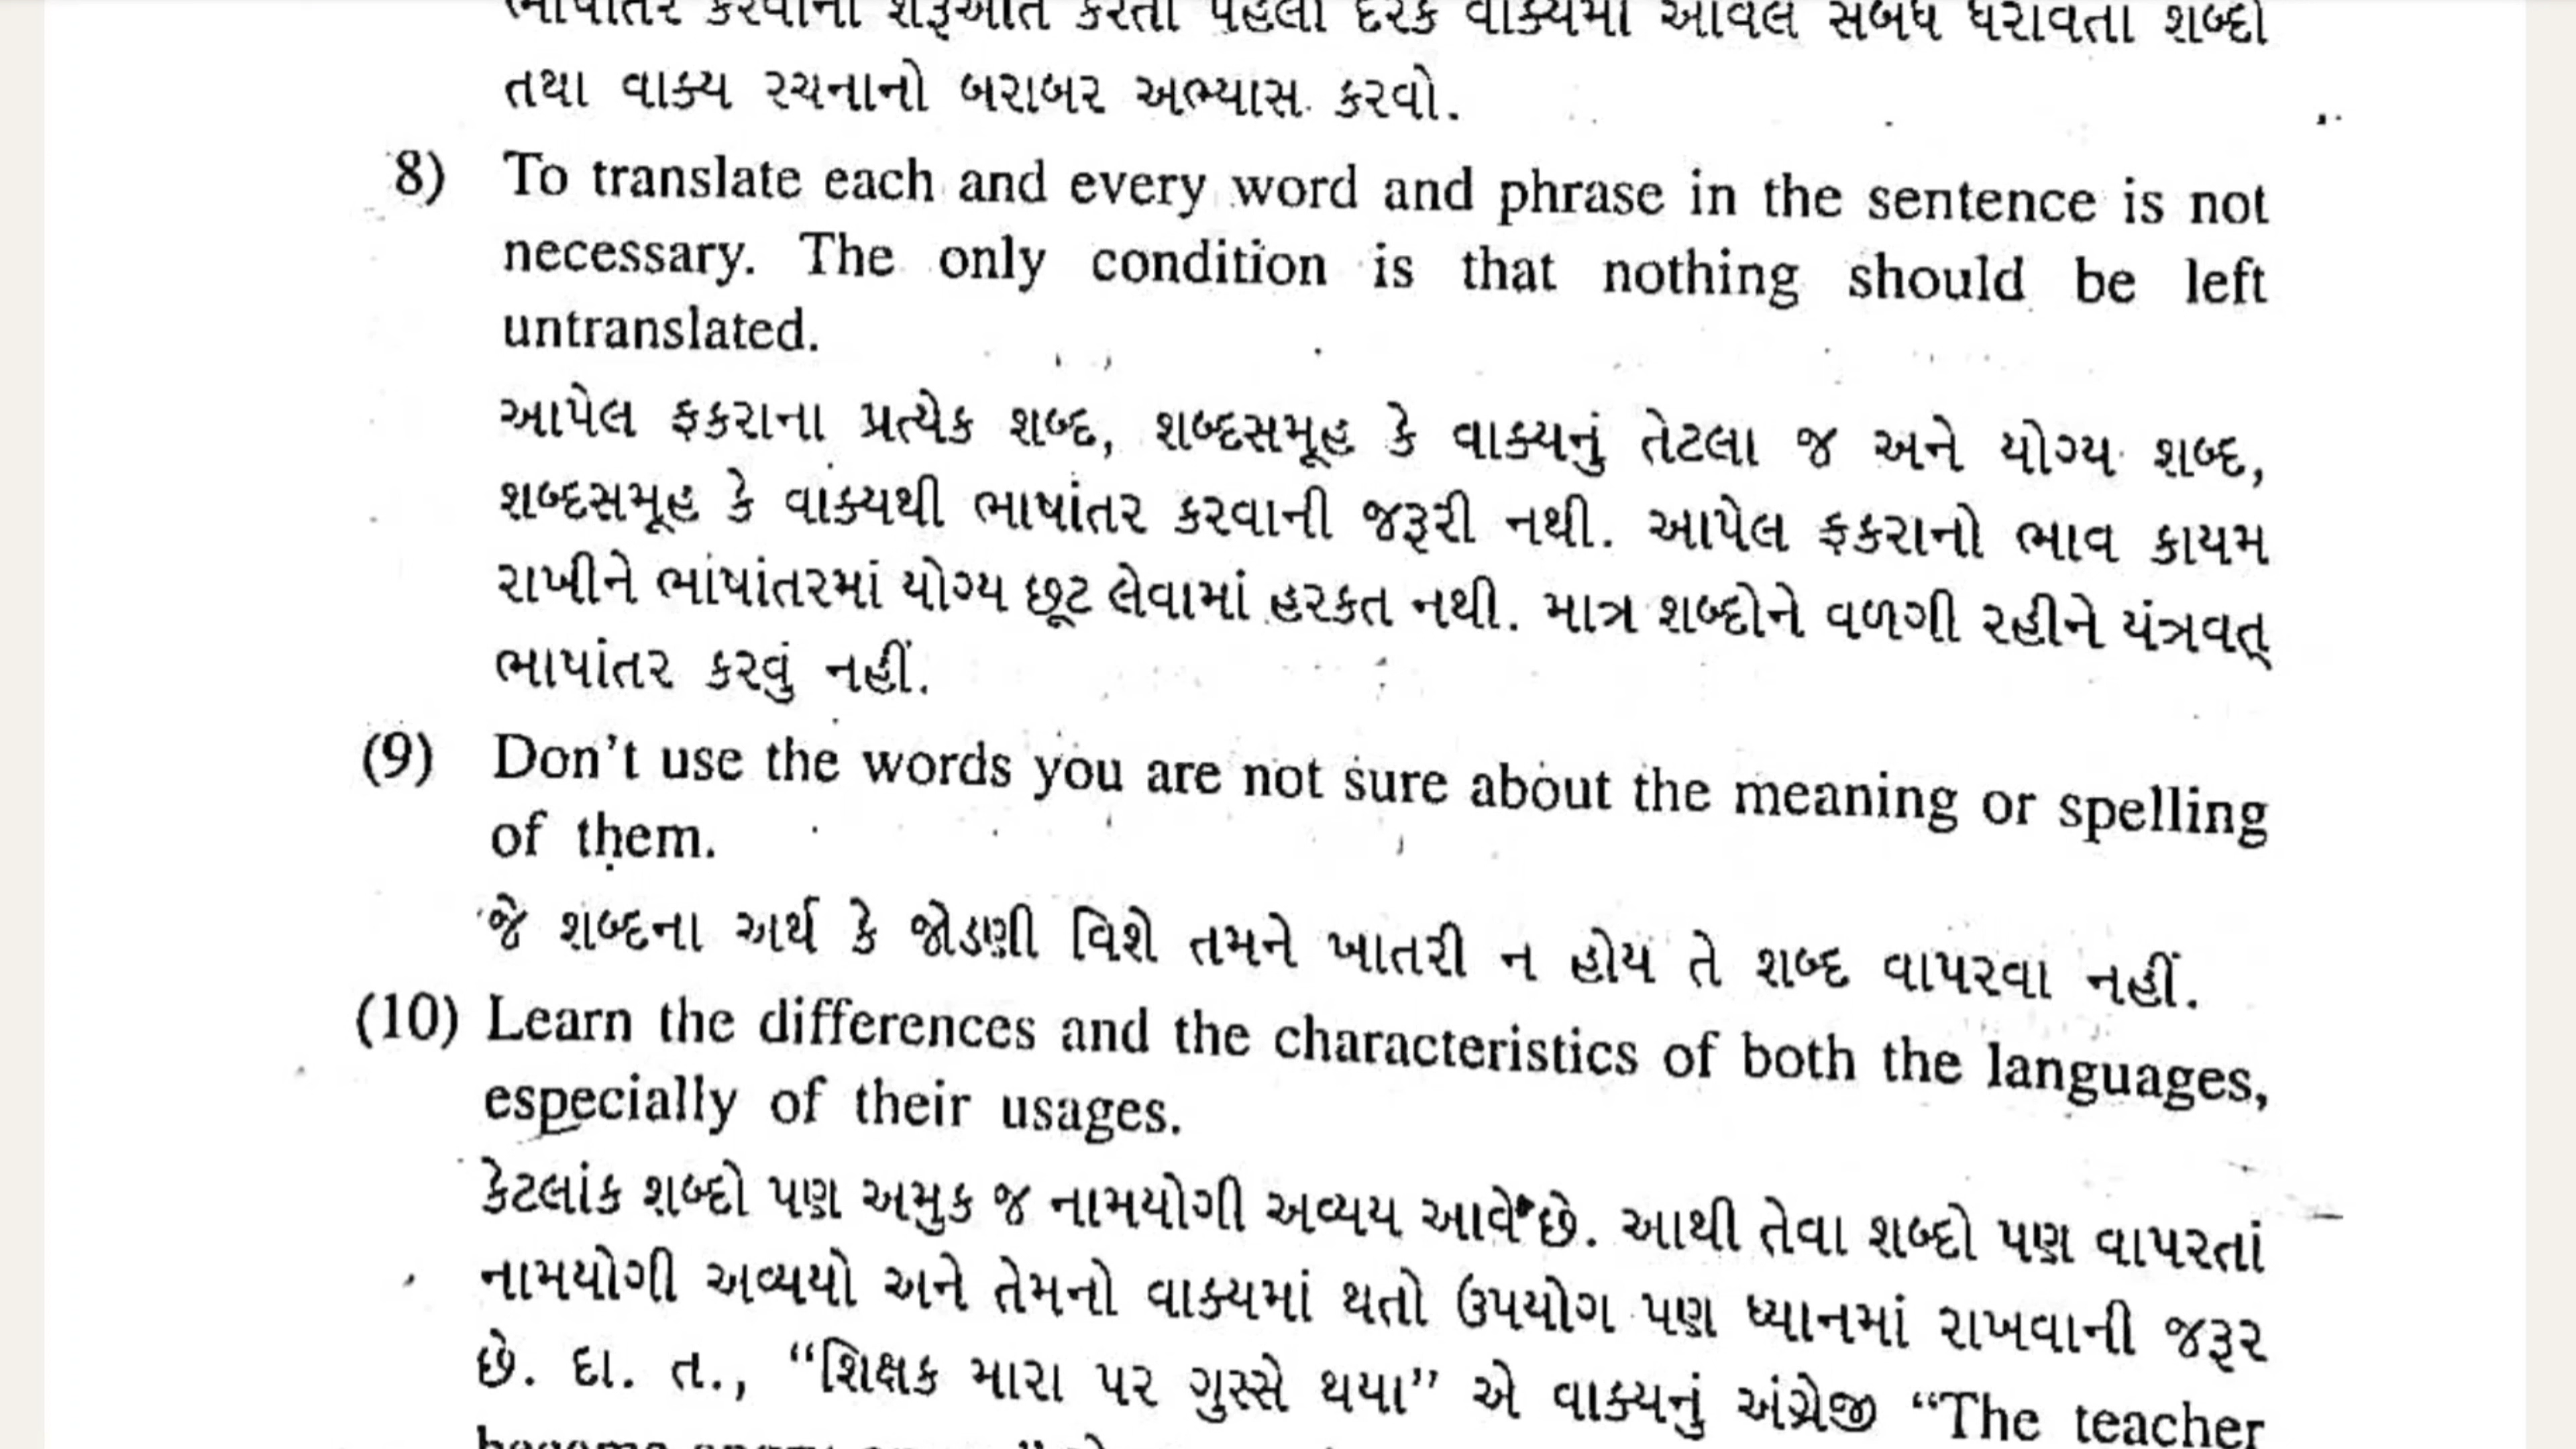 તથા વાક્ય રચનાનો બરાબર અભ્યાસ કરવો.
8) To translate each and every word and phrase in the sentence is not
necessary. The only condition is that nothing should be left
untranslated.
આપેલ ફકરાના પ્રત્યેક શબ્દ, શબ્દસમૂહ કે વાક્યનું તેટલા જ અને યોગ્ય શબ્દ,
શબ્દસમૂહ કે વાક્યથી ભાષાંતર કરવાની જરૂરી નથી. આપેલ ફકરાનો ભાવ કાયમ
રાખીને ભાંષાંતરમાં યોગ્ય છૂટ લેવામાં હરકત નથી. માત્ર શબ્દોને વળગી રહીને યંત્રવત્
ભાષાંતર કરવું નહીં.
(9) Don't use the words you are not sure about the meaning or spelling
of them.
જે શબ્દના અર્થ કે જોડણી વિશે તમને ખાતરી ન હોય તે શબ્દ વાપરવા નહીં.
(10) Learn the differences and the characteristics of both the languages,
especially of their usages.
કેટલાંક શબ્દો પણ અમુક જ નામયોગી અવ્યય આવે છે. આથી તેવા શબ્દો પણ વાપરતાં
નામયોગી અવ્યયો અને તેમનો વાક્યમાં થતો ઉપયોગ પણ ધ્યાનમાં રાખવાની જરૂર
છે. દા. ત., “શિક્ષક મારા પર ગુસ્સે થયા” એ વાક્યનું અંગ્રેજી “The teacher